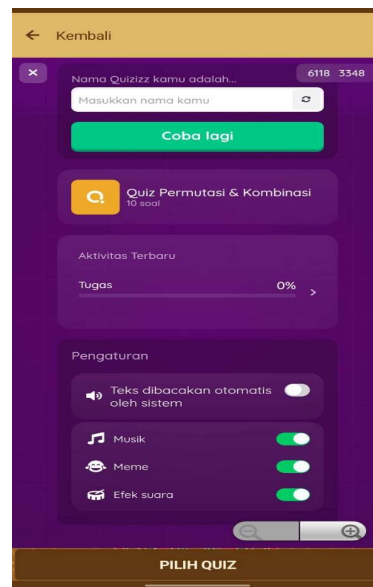 Kembali
Nama Quizizz kamu adalah...
6118 3348
Masukkan nama kamu
Coba lagi
Quiz Permutasi & Kombinasi
10 soal
Aktivitas Terbaru
Tugas 0%
Pengaturan
Teks dibacakan otomatis
oleh sistem
Musik
Meme
Efek suara
PILIH QUIZ